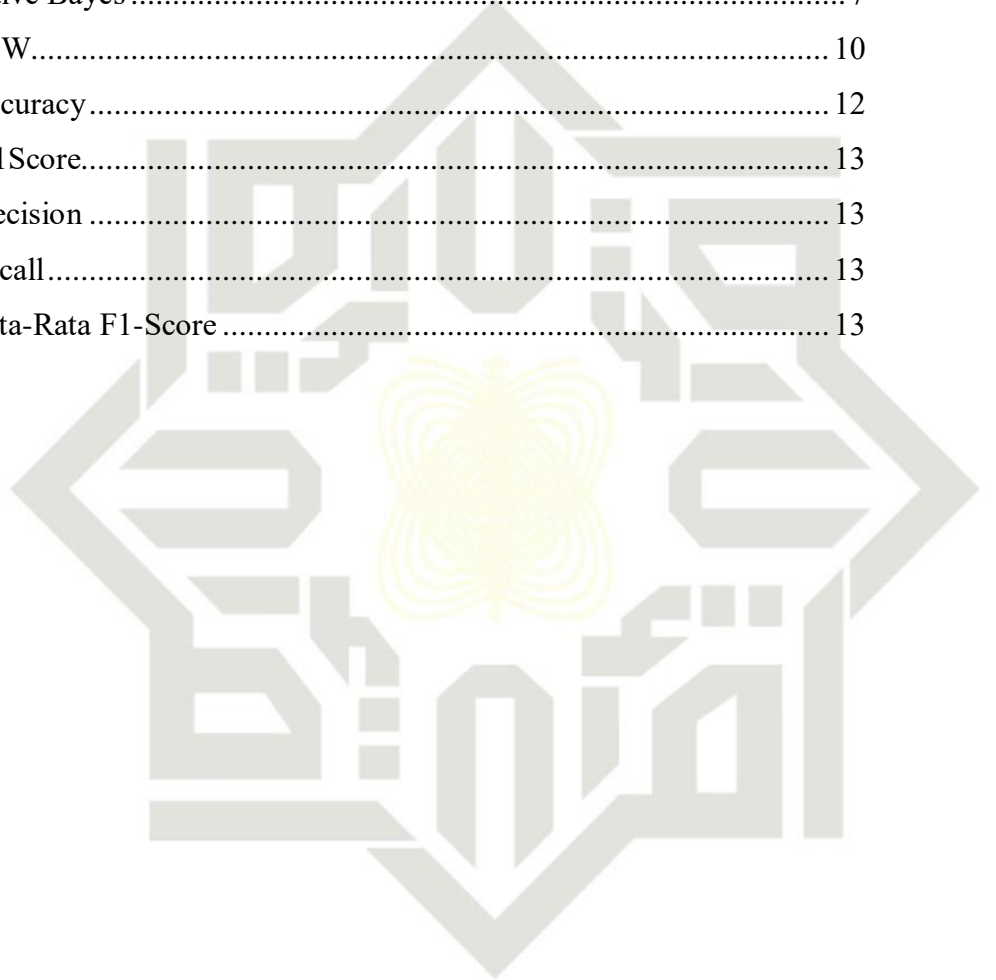 ive Bayes ........ 7
W ........ 10
curacy ........ 12
1Score ........ 13
ecision ........ 13
call ........ 13
ta-Rata F1-Score ........ 13